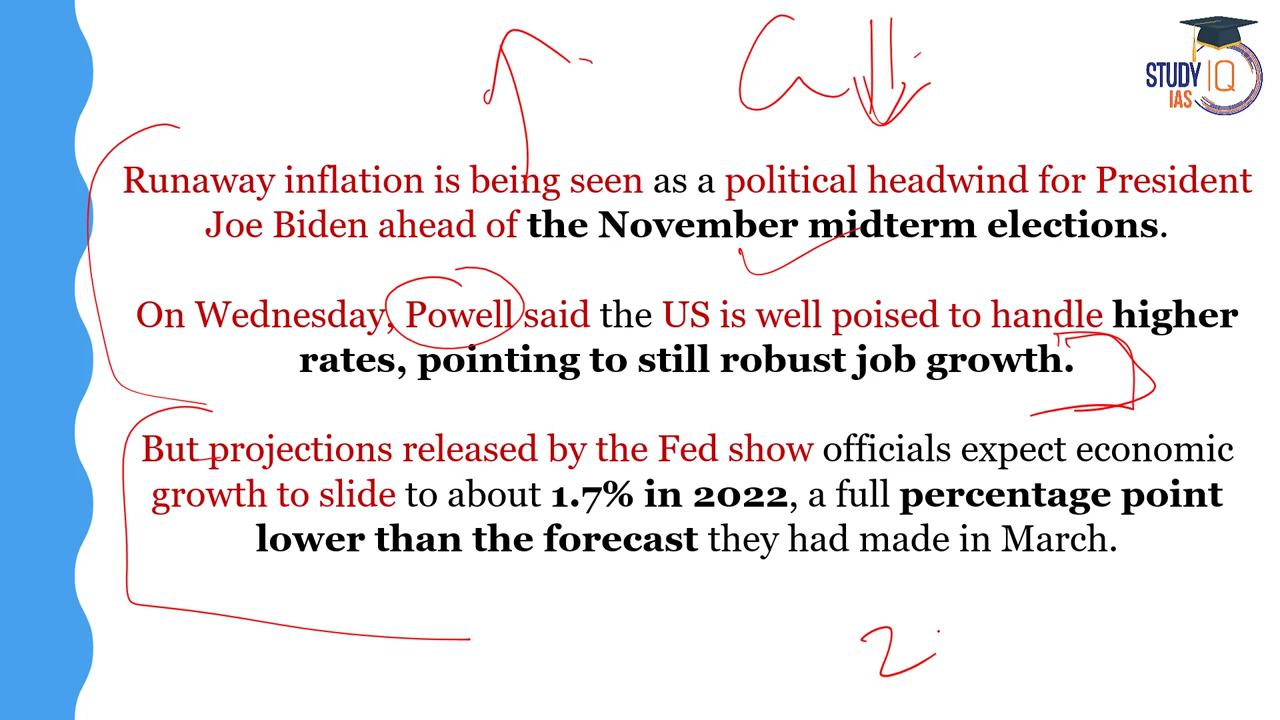 STUDY IQ
IAS
Runaway inflation is being seen as a political headwind for President
Joe Biden ahead of the November midterm elections.
On Wednesday, Powell said the US is well poised to handle higher
rates, pointing to still robust job growth.
But projections released by the Fed show officials expect economic
growth to slide to about 1.7% in 2022, a full percentage point
lower than the forecast they had made in March.